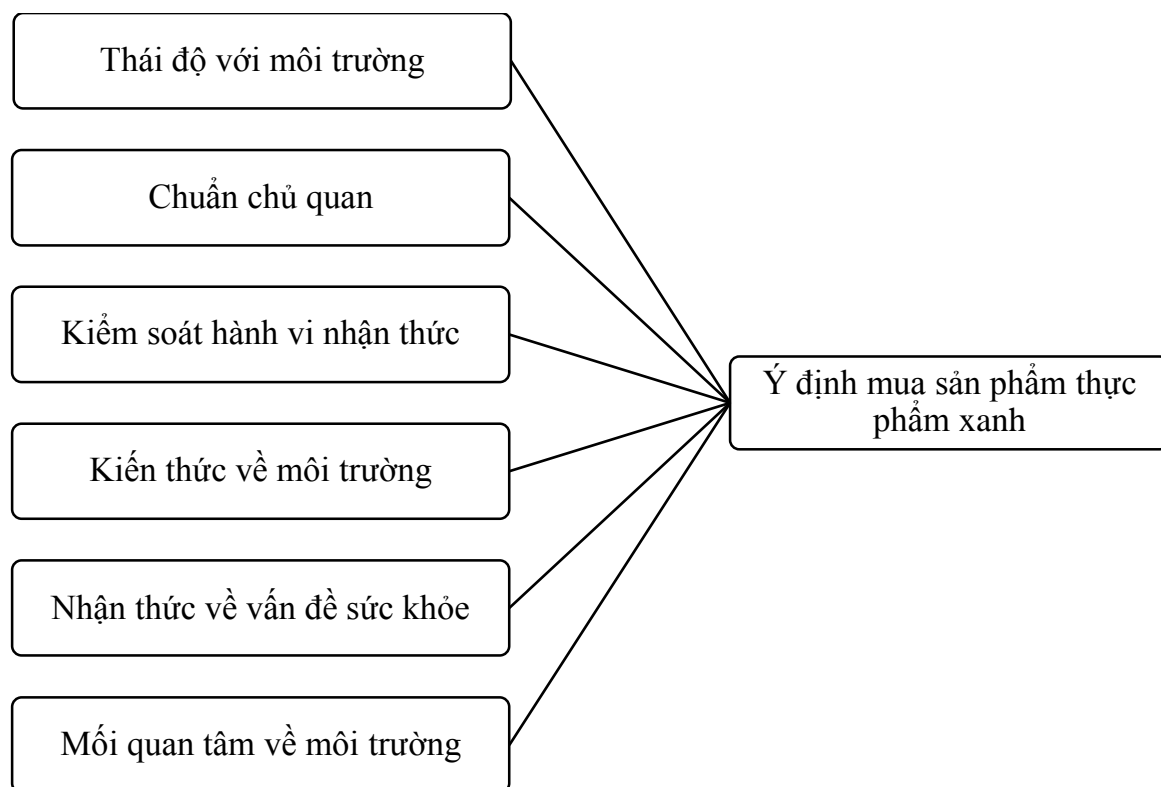 Thái độ với môi trường
Chuẩn chủ quan
Kiểm soát hành vi nhận thức
Kiến thức về môi trường
Nhận thức về vấn đề sức khỏe
Mối quan tâm về môi trường
Ý định mua sản phẩm thực
phẩm xanh